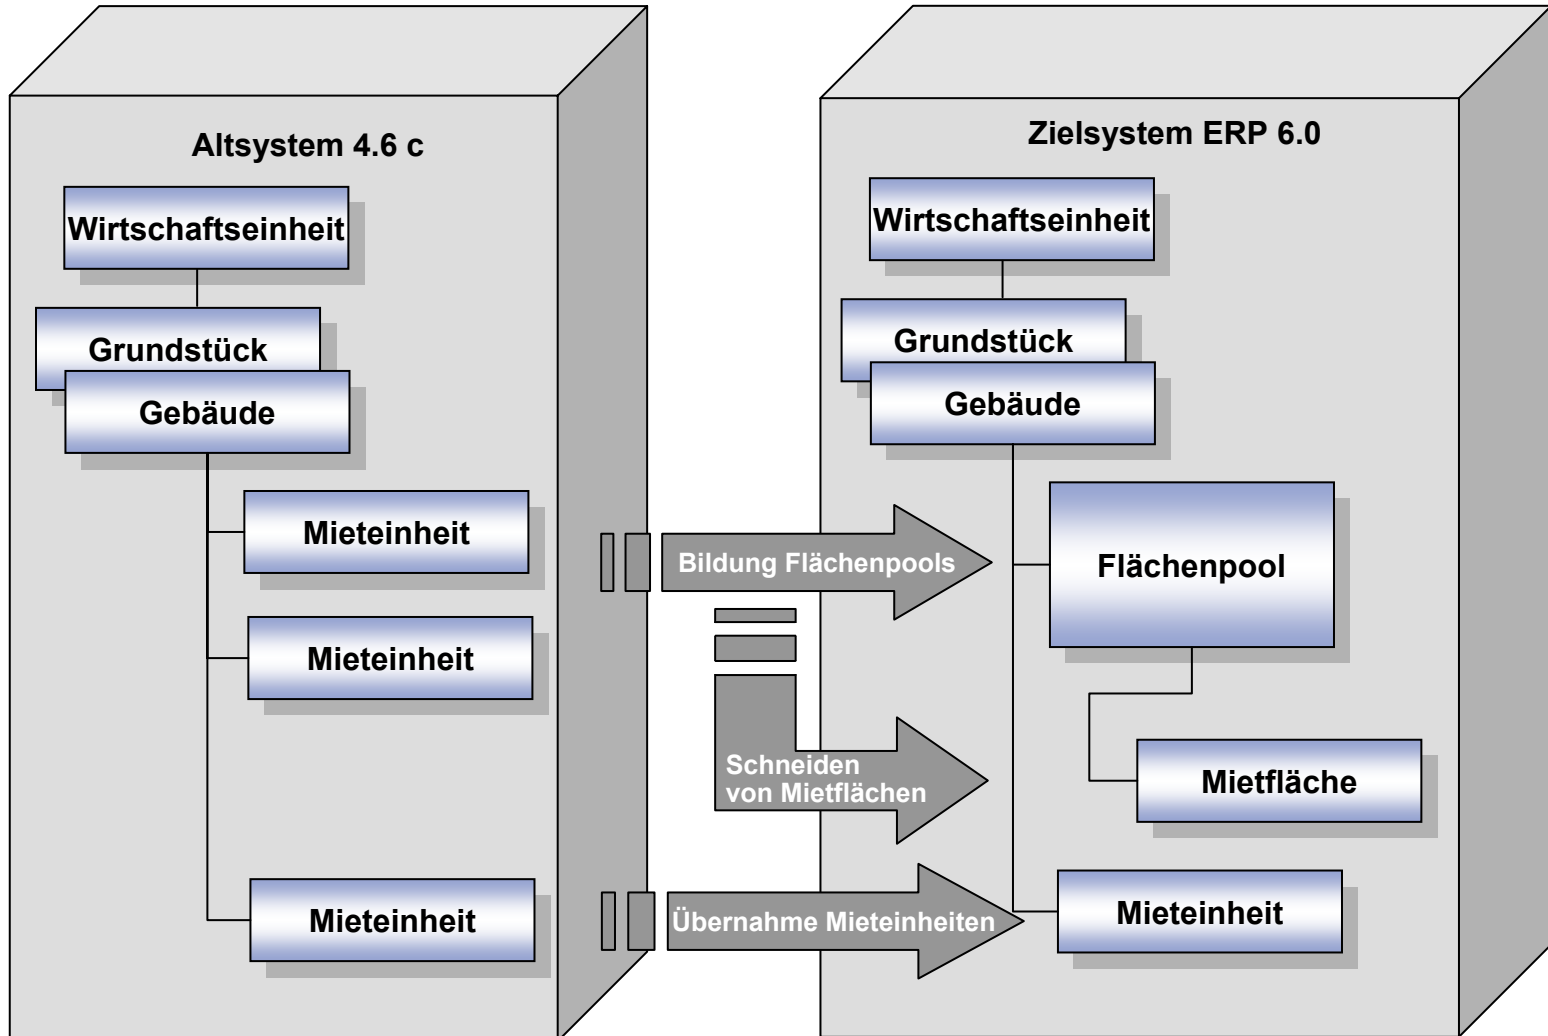 Altsystem 4.6 c
Wirtschaftseinheit
Grundstück
Gebäude
Mieteinheit
Mieteinheit
Mieteinheit
Bildung Flächenpools
Schneiden
von Mietflächen
Übernahme Mieteinheiten
Zielsystem ERP 6.0
Wirtschaftseinheit
Grundstück
Gebäude
Flächenpool
Mietfläche
Mieteinheit